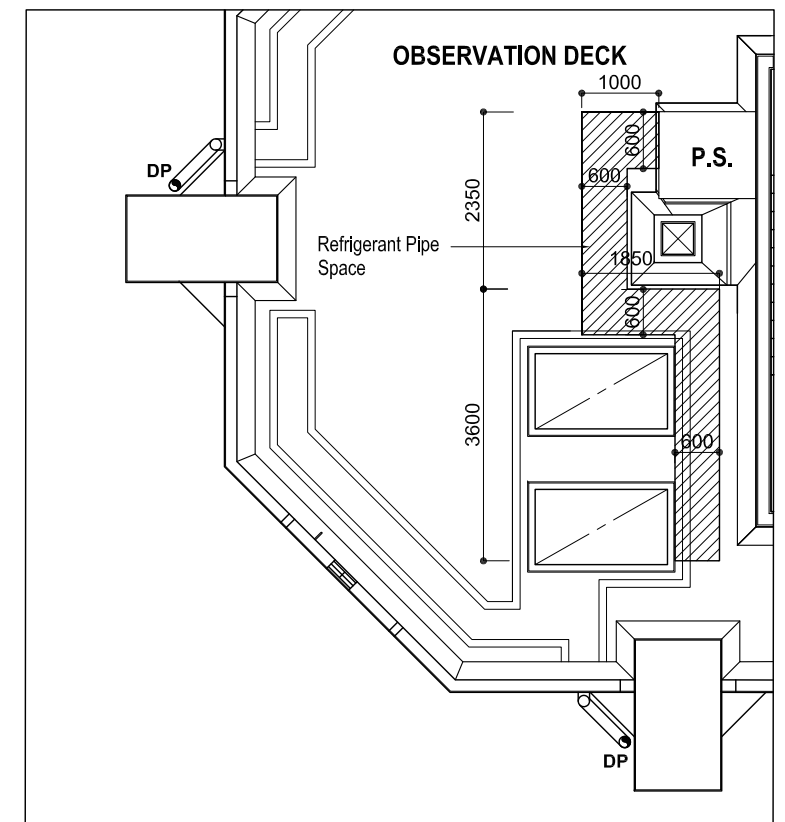 OBSERVATION DECK
1000
600
P.S.
DP
600
2350
Refrigerant Pipe
Space
1850
600
3600
600
DP